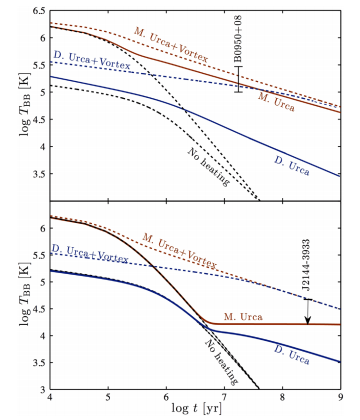 6.5
6
5.5
5
4.5
4
3.5
log T_BB [K]
M. Urca+Vortex
D. Urca+Vortex
B0950+08
M. Urca
D. Urca
No heating
6
5.5
5
4.5
4
3.5
3
log T_BB [K]
D. Urca+Vortex
M. Urca+Vortex
J2144-3933
M. Urca
D. Urca
No heating
4 5 6 7 8 9
log t [yr]